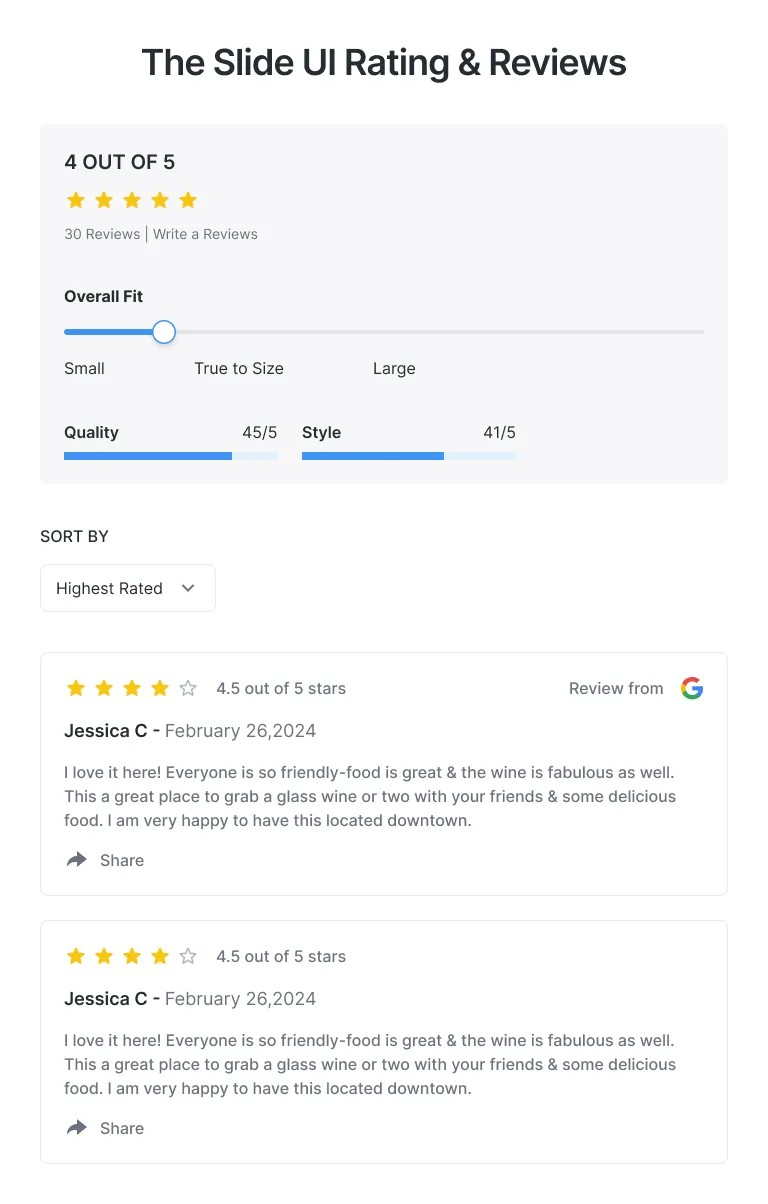 The Slide UI Rating & Reviews
4 OUT OF 5
30 Reviews | Write a Reviews
Overall Fit
Small True to Size Large
Quality 45/5 Style 41/5
SORT BY
Highest Rated
4.5 out of 5 stars Review from
Jessica C - February 26,2024
I love it here! Everyone is so friendly-food is great & the wine is fabulous as well.
This a great place to grab a glass wine or two with your friends & some delicious
food. I am very happy to have this located downtown.
Share
4.5 out of 5 stars
Jessica C - February 26,2024
I love it here! Everyone is so friendly-food is great & the wine is fabulous as well.
This a great place to grab a glass wine or two with your friends & some delicious
food. I am very happy to have this located downtown.
Share